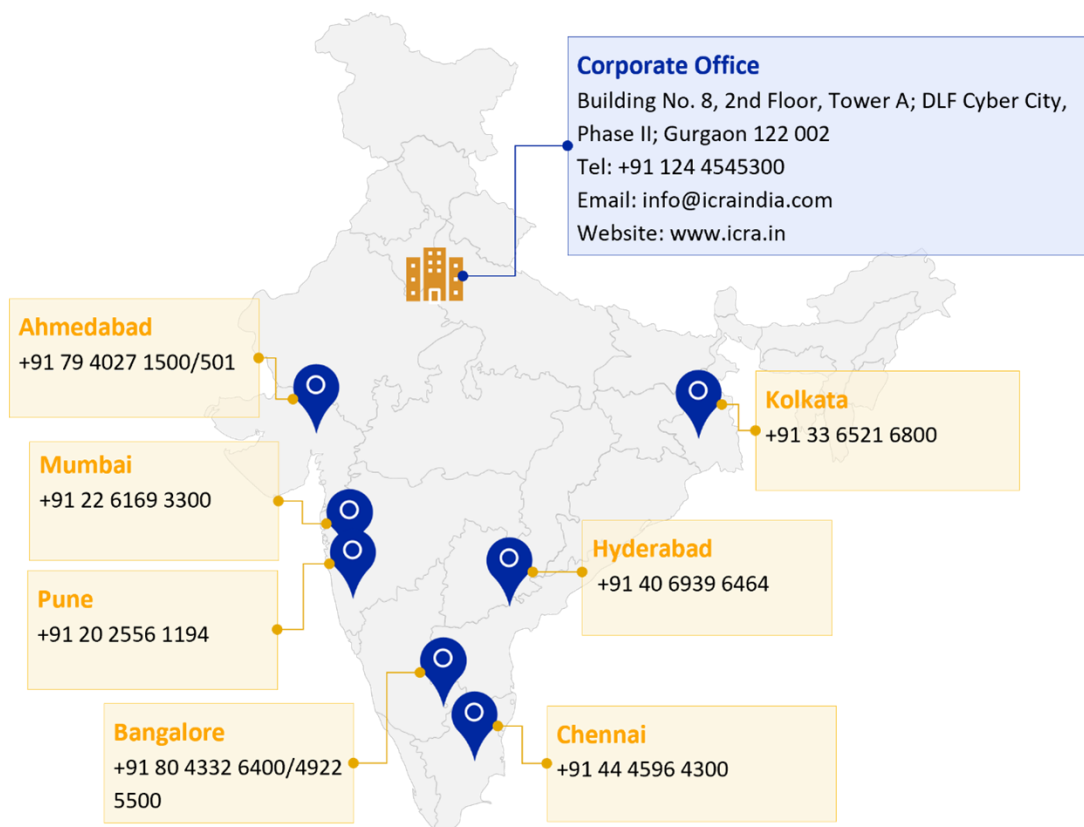 Corporate Office
Building No. 8, 2nd Floor, Tower A; DLF Cyber City,
Phase II; Gurgaon 122 002
Tel: +91 124 4545300
Email: info@icraindia.com
Website: www.icra.in
Ahmedabad
+91 79 4027 1500/501
Kolkata
+91 33 6521 6800
Mumbai
+91 22 6169 3300
Hyderabad
+91 40 6939 6464
Pune
+91 20 2556 1194
Bangalore
+91 80 4332 6400/4922
5500
Chennai
+91 44 4596 4300